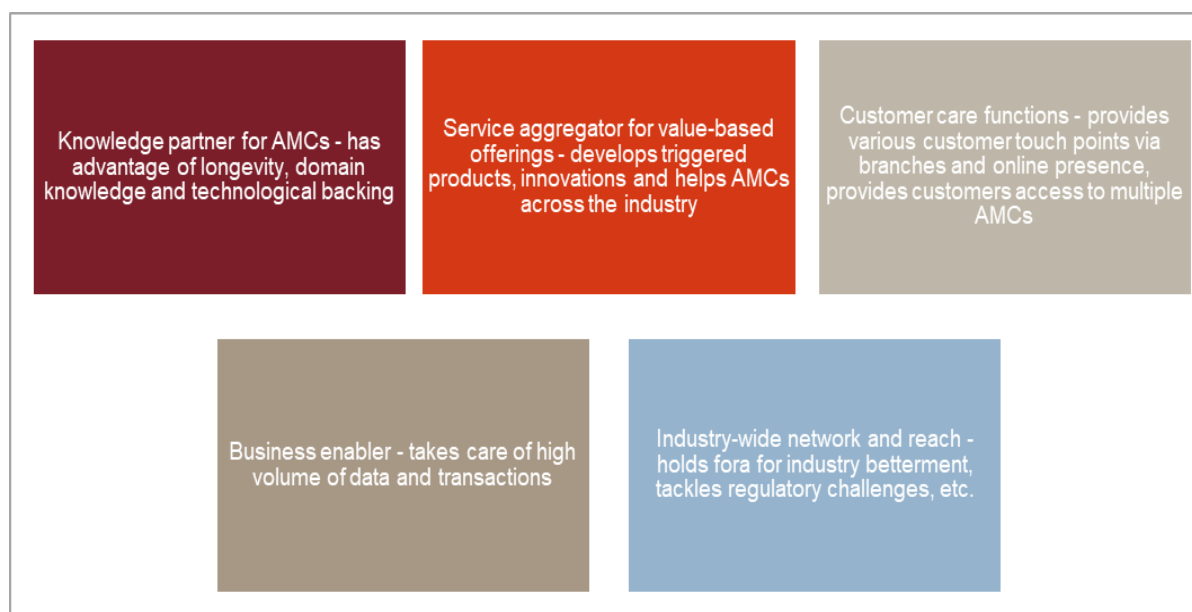 Knowledge partner for AMCs - has
advantage of longevity, domain
knowledge and technological backing
Service aggregator for value-based
offerings - develops triggered
products, innovations and helps AMCs
across the industry
Customer care functions - provides
various customer touch points via
branches and online presence,
provides customers access to multiple
AMCs
Business enabler - takes care of high
volume of data and transactions
Industry-wide network and reach -
holds fora for industry betterment,
tackles regulatory challenges, etc.